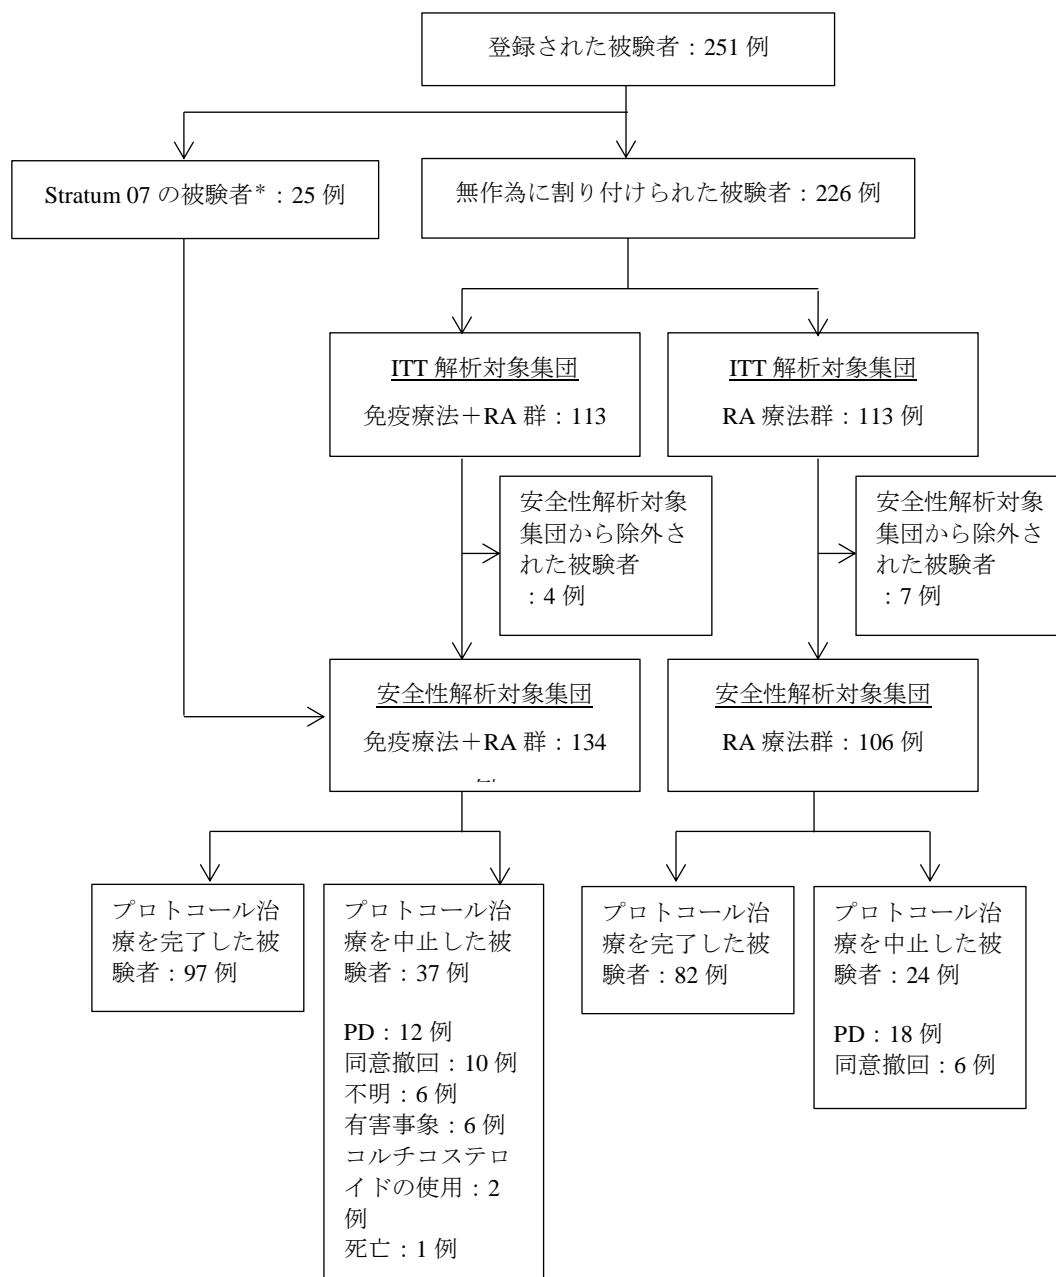 登録された被験者：251 例
Stratum 07 の被験者*：25 例
無作為に割り付けられた被験者：226 例
ITT 解析対象集団
免疫療法＋RA 群：113
ITT 解析対象集団
RA 療法群：113 例
安全性解析対象
集団から除外さ
れた被験者
：4 例
安全性解析対象
集団から除外さ
れた被験者
：7 例
安全性解析対象集団
免疫療法＋RA 群：134
安全性解析対象集団
RA 療法群：106 例
プロトコール治
療を完了した被
験者：97 例
プロトコール治
療を中止した被
験者：37 例
PD：12 例
同意撤回：10 例
不明：6 例
有害事象：6 例
コルチコステロ
イドの使用：2
例
死亡：1 例
プロトコール治
療を完了した被
験者：82 例
プロトコール治
療を中止した被
験者：24 例
PD：18 例
同意撤回：6 例